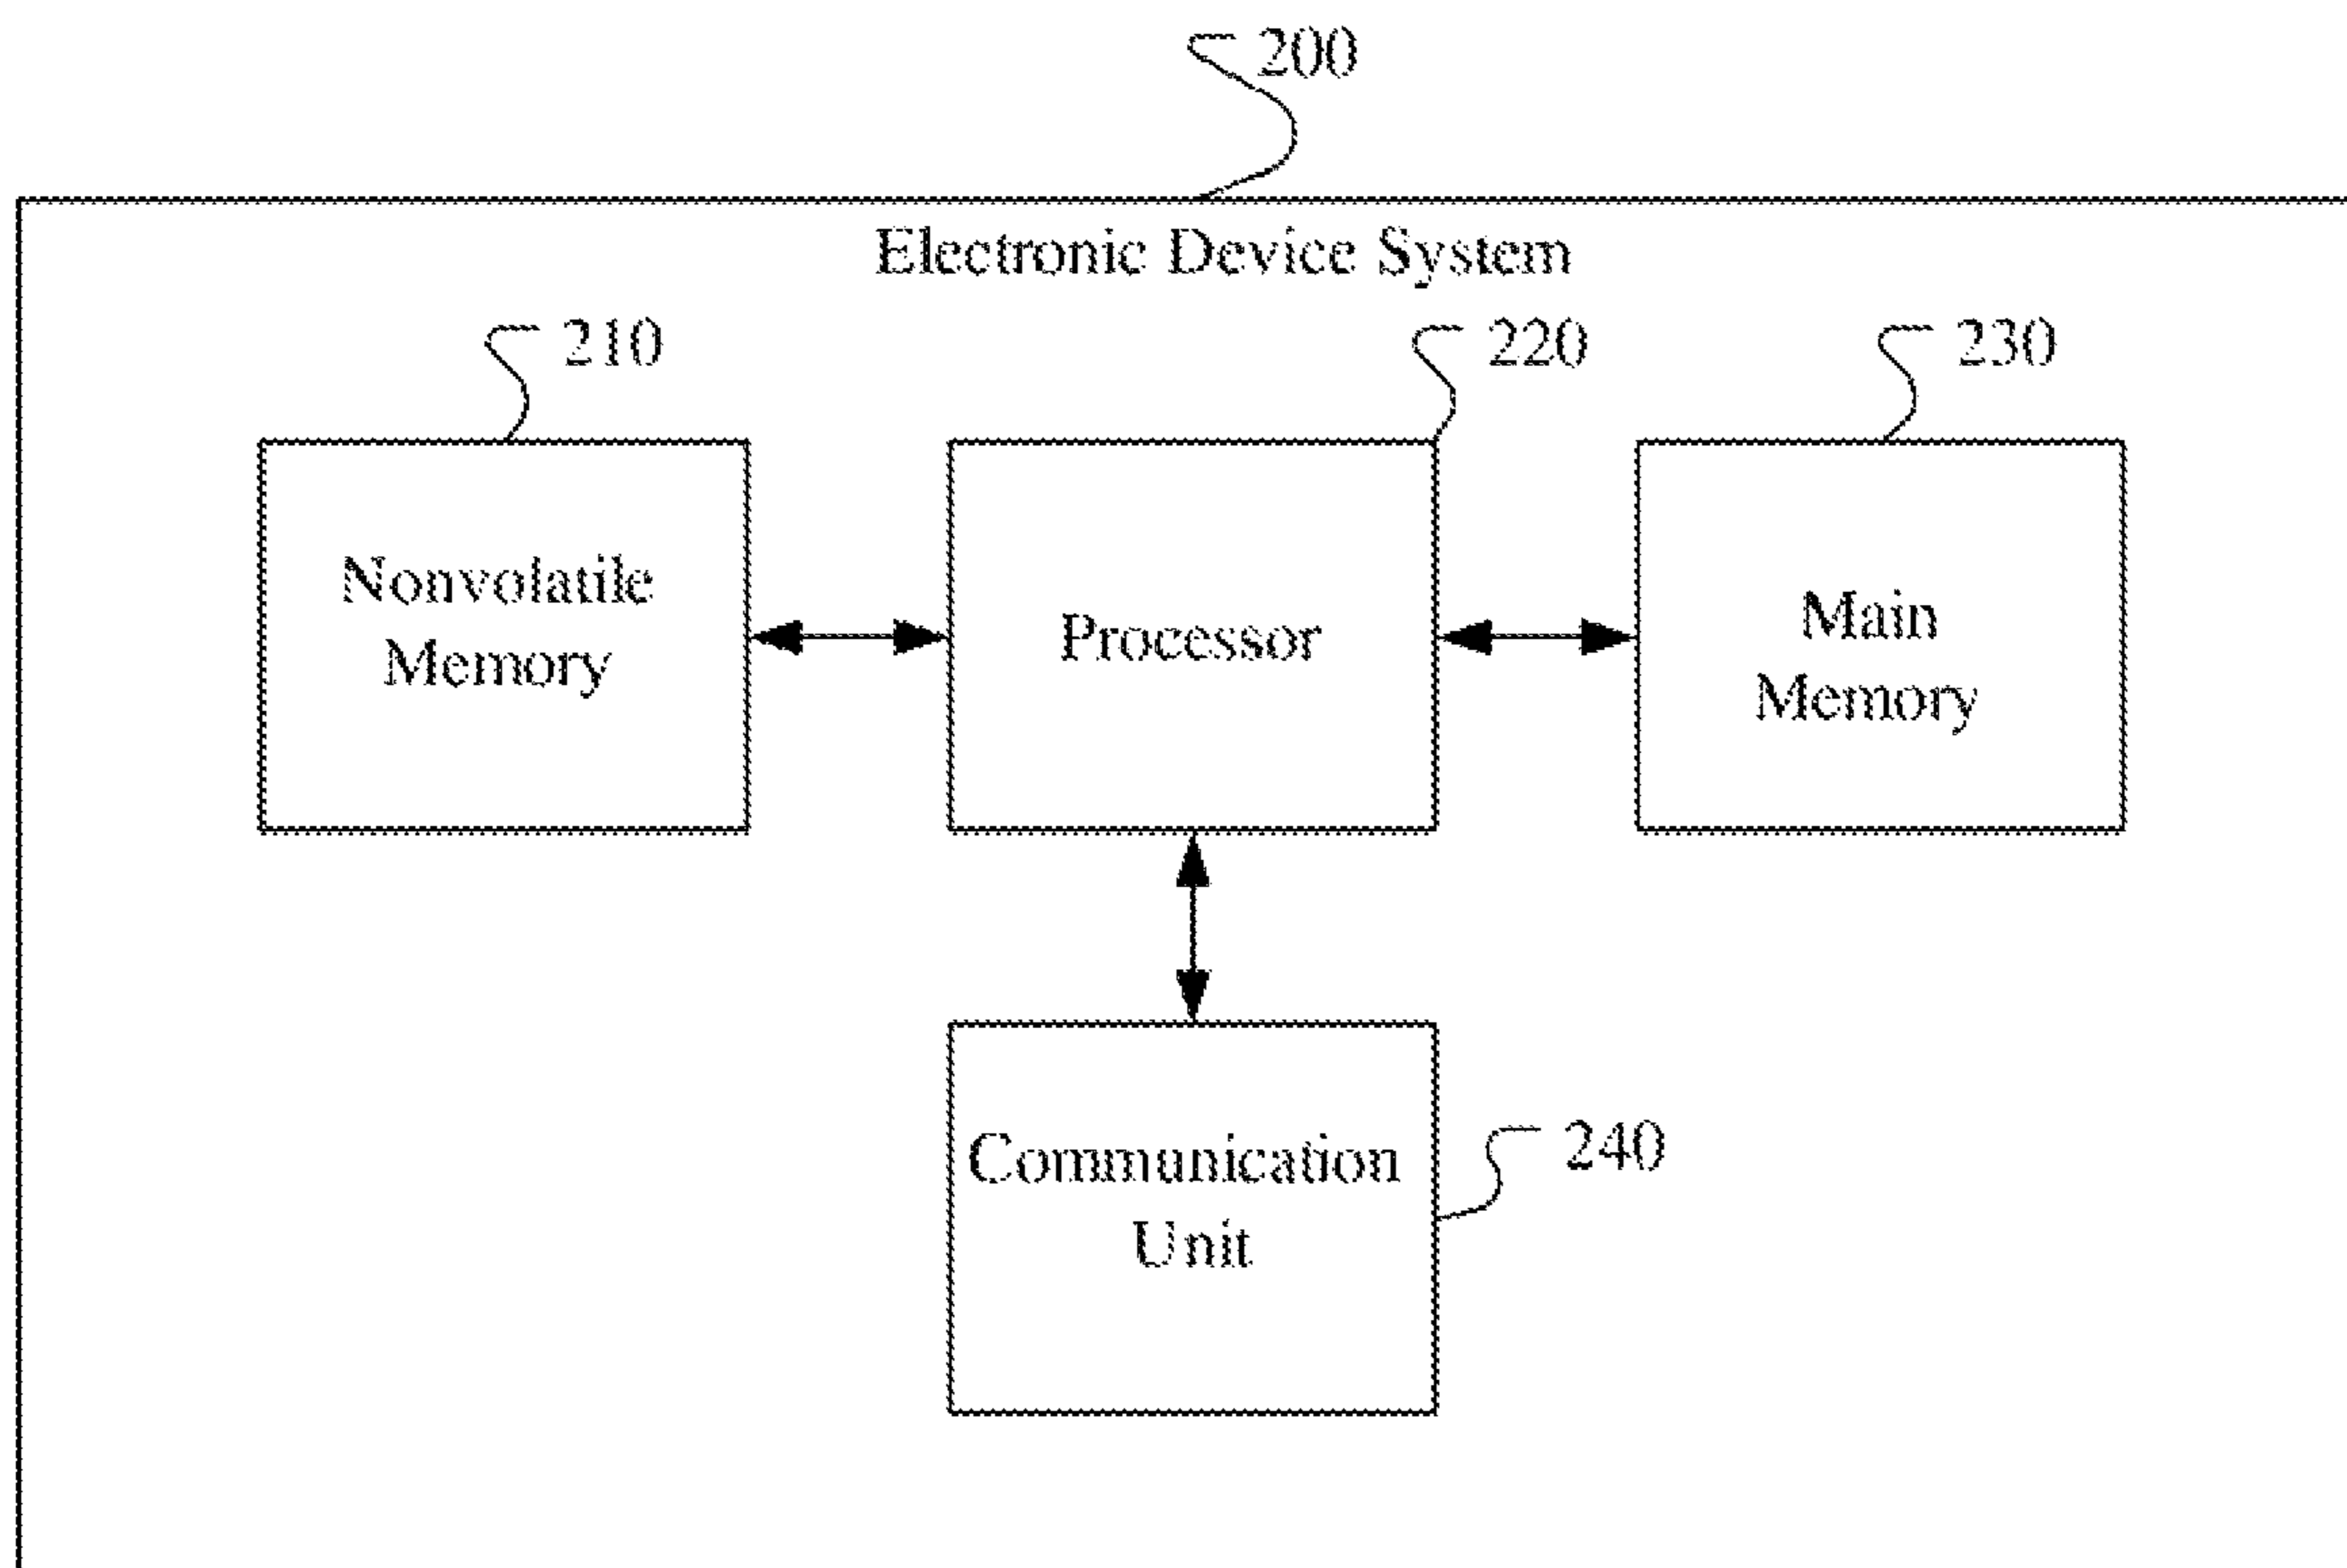 200
Electronic Device System
210
220
230
Nonvolatile
Memory
Processor
Main
Memory
Communication
Unit
240